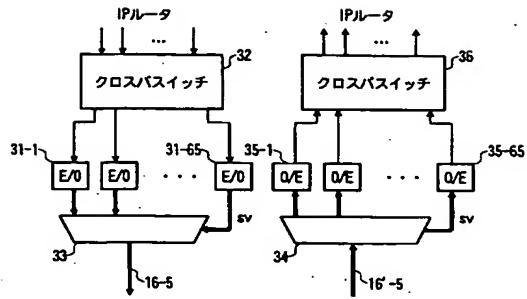 IPルータ
...
32
クロスバスイッチ
31-1
31-65
E/O
E/O
...
E/O
SV
33
16-5
IPルータ
...
36
クロスバスイッチ
35-1
35-65
O/E
O/E
...
O/E
SV
34
16'-5